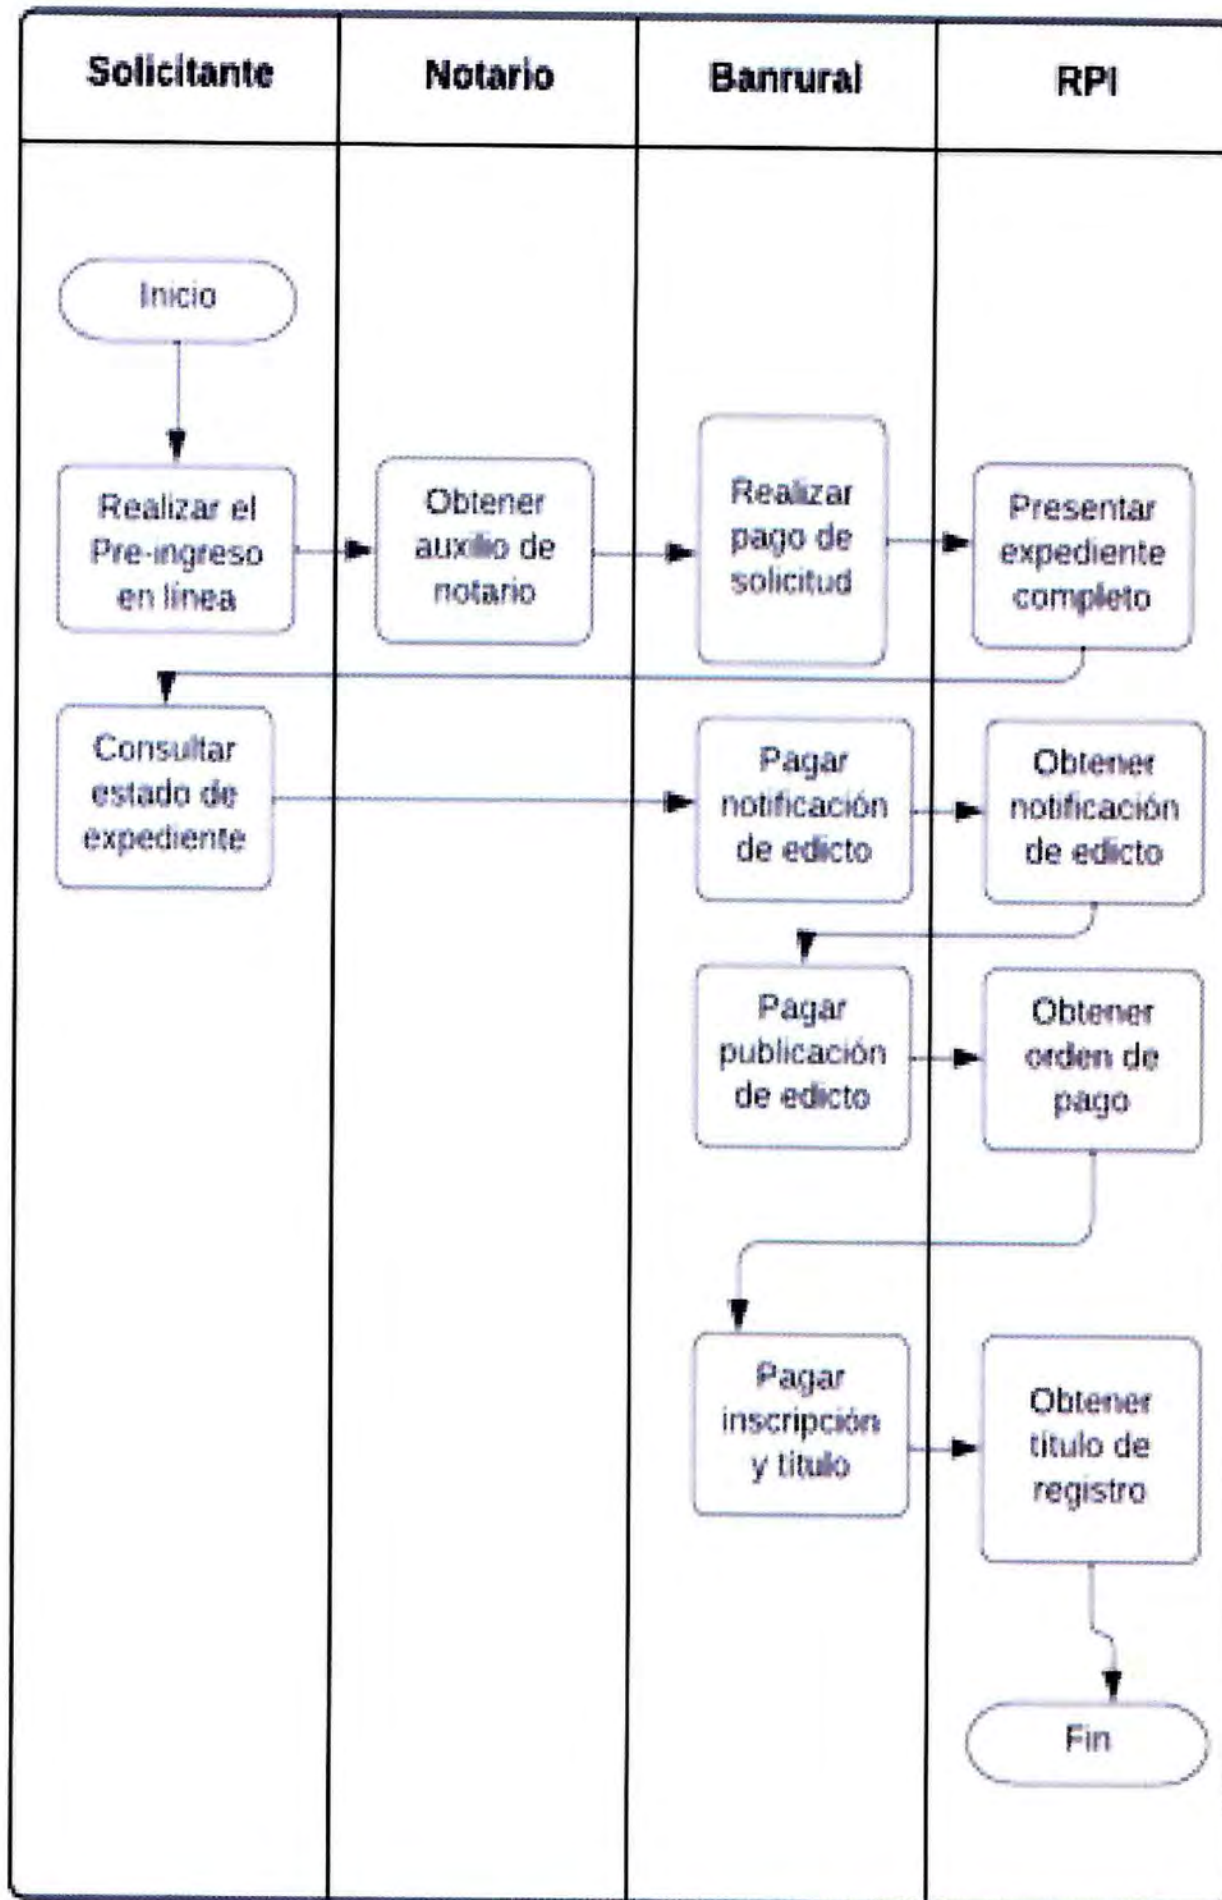 Solicitante
Notario
Banrural
RPI
Inicio
Realizar el
Pre-ingreso
en línea
Obtener
auxilio de
notario
Realizar
pago de
solicitud
Presentar
expediente
completo
Consultar
estado de
expediente
Pagar
notificación
de edicto
Obtener
notificación
de edicto
Pagar
publicación
de edicto
Obtener
orden de
pago
Pagar
inscripción
y título
Obtener
título de
registro
Fin